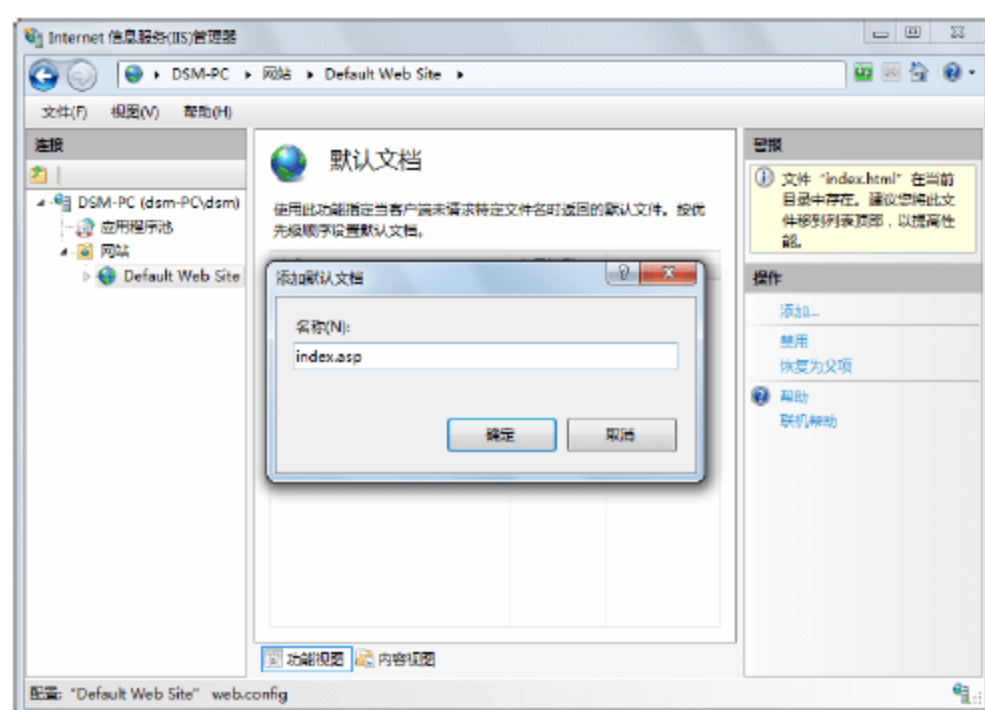 Internet 信息服务(IIS)管理器
DSM-PC 网站 Default Web Site
文件(F) 视图(V) 帮助(H)
连接
DSM-PC (dsm-PC\dsm)
应用程序池
网站
Default Web Site
默认文档
使用此功能指定当客户端未请求特定文件名时返回的默认文件。按优
先级顺序设置默认文档。
添加默认文档
名称(N):
index.asp
确定 取消
功能视图 内容视图
警报
文件 "index.html" 在当前
目录中存在。建议您将此文
件移到列表顶部，以提高性
能。
操作
添加...
禁用
恢复为父项
帮助
联机帮助
配置: "Default Web Site" web.config